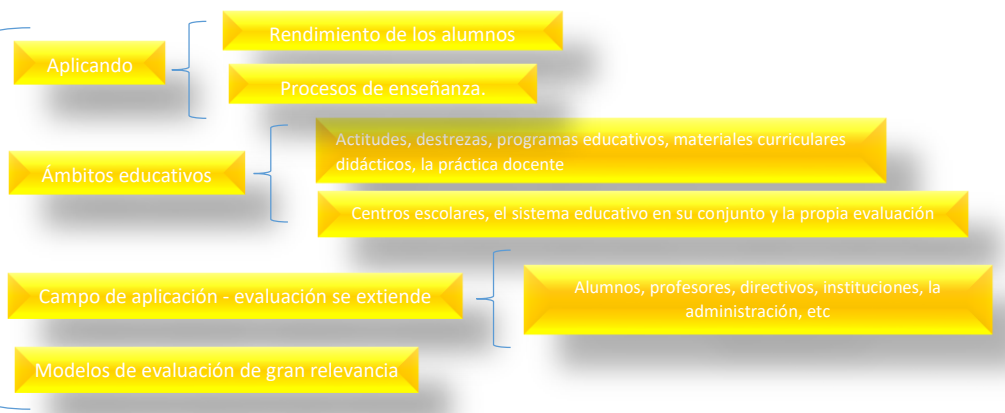 Aplicando
Rendimiento de los alumnos
Procesos de enseñanza.
Ámbitos educativos
Actitudes, destrezas, programas educativos, materiales curriculares
didácticos, la práctica docente
Centros escolares, el sistema educativo en su conjunto y la propia evaluación
Campo de aplicación - evaluación se extiende
Alumnos, profesores, directivos, instituciones, la
administración, etc
Modelos de evaluación de gran relevancia